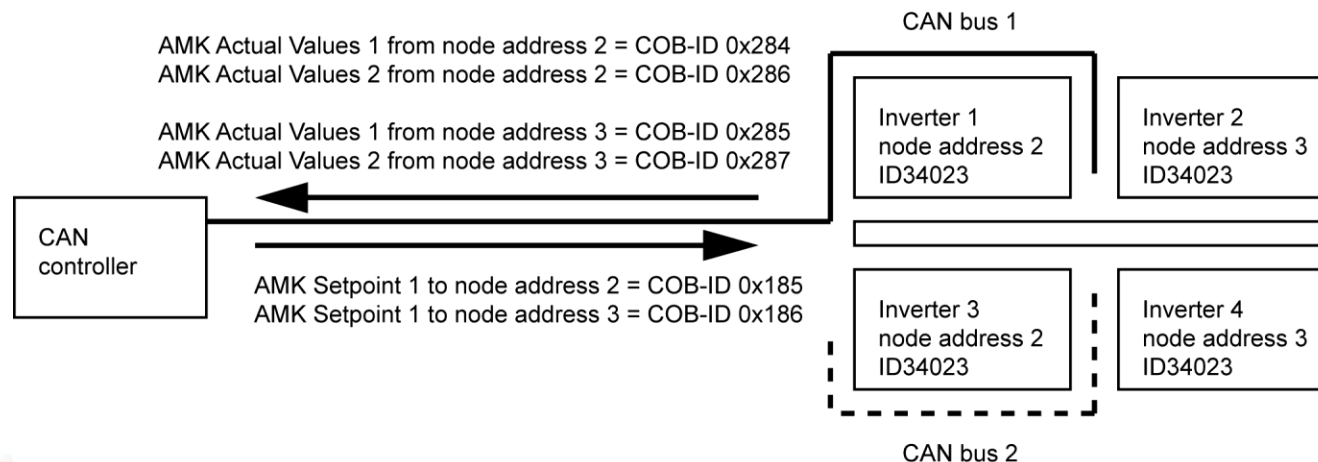 CAN bus 1
AMK Actual Values 1 from node address 2 = COB-ID 0x284
AMK Actual Values 2 from node address 2 = COB-ID 0x286
AMK Actual Values 1 from node address 3 = COB-ID 0x285
AMK Actual Values 2 from node address 3 = COB-ID 0x287
Inverter 1
node address 2
ID34023
Inverter 2
node address 3
ID34023
CAN
controller
AMK Setpoint 1 to node address 2 = COB-ID 0x185
AMK Setpoint 1 to node address 3 = COB-ID 0x186
Inverter 3
node address 2
ID34023
Inverter 4
node address 3
ID34023
CAN bus 2